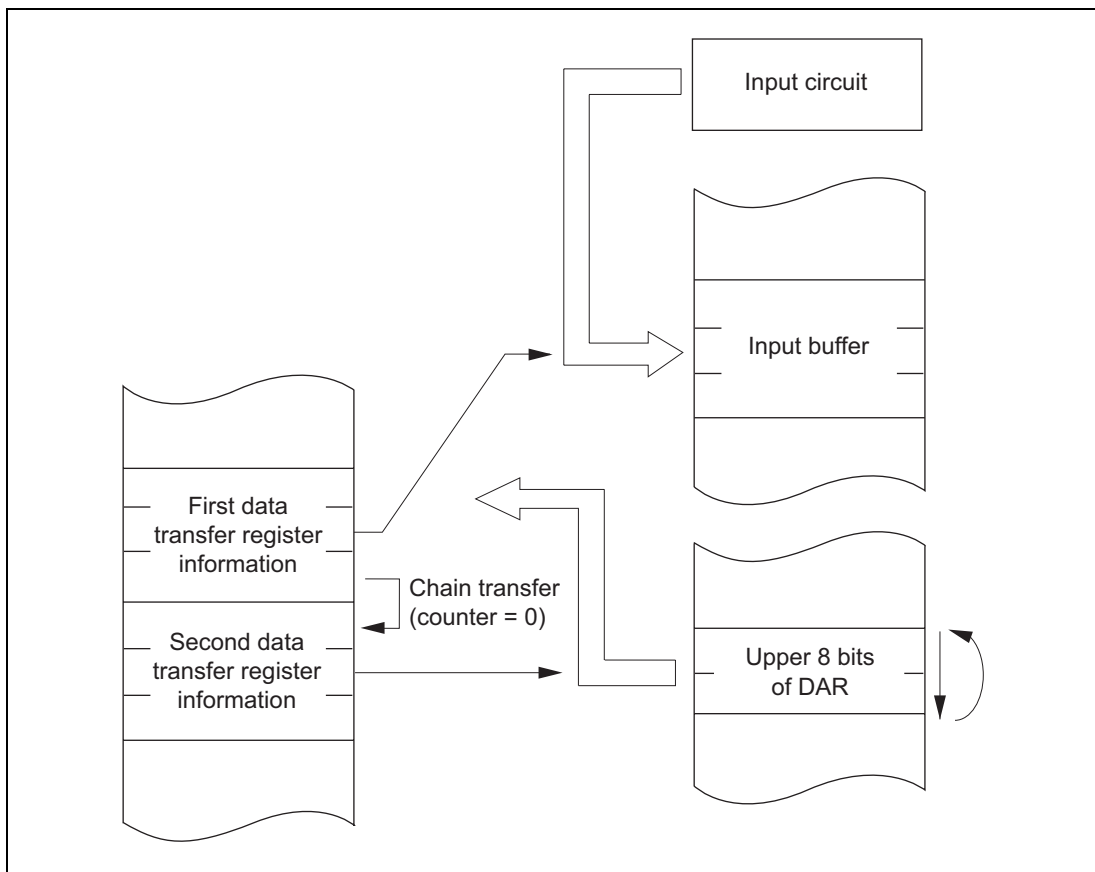 Input circuit
Input buffer
First data
transfer register
information
Chain transfer
(counter = 0)
Second data
transfer register
information
Upper 8 bits
of DAR